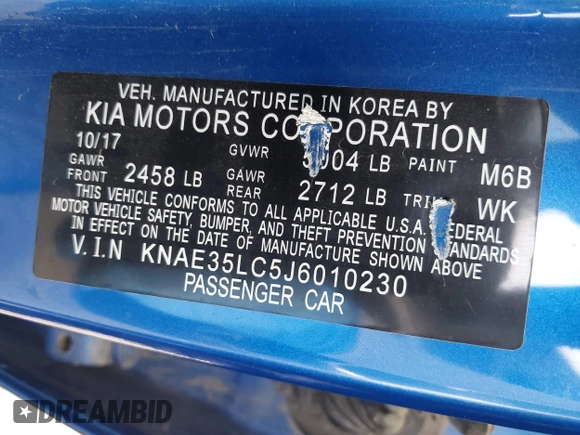 VEH. MANUFACTURED IN KOREA BY
KIA MOTORS CORPORATION
10/17 GVWR 004 LB PAINT M6B
GAWR FRONT 2458 LB GAWR REAR 2712 LB TRIM WK
THIS VEHICLE CONFORMS TO ALL APPLICABLE U.S.A. FEDERAL
MOTOR VEHICLE SAFETY, BUMPER, AND THEFT PREVENTION STANDARDS
IN EFFECT ON THE DATE OF MANUFACTURE SHOWN ABOVE
V.I.N KNAE35LC5J6010230
PASSENGER CAR
DREAMBID